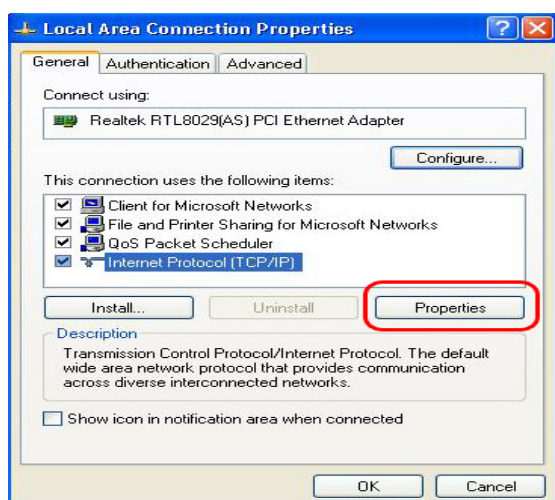 Local Area Connection Properties
General Authentication Advanced
Connect using:
Realtek RTL8029(AS) PCI Ethernet Adapter
Configure...
This connection uses the following items:
Client for Microsoft Networks
File and Printer Sharing for Microsoft Networks
QoS Packet Scheduler
Internet Protocol (TCP/IP)
Install... Uninstall Properties
Description
Transmission Control Protocol/Internet Protocol. The default
wide area network protocol that provides communication
across diverse interconnected networks.
Show icon in notification area when connected
OK Cancel